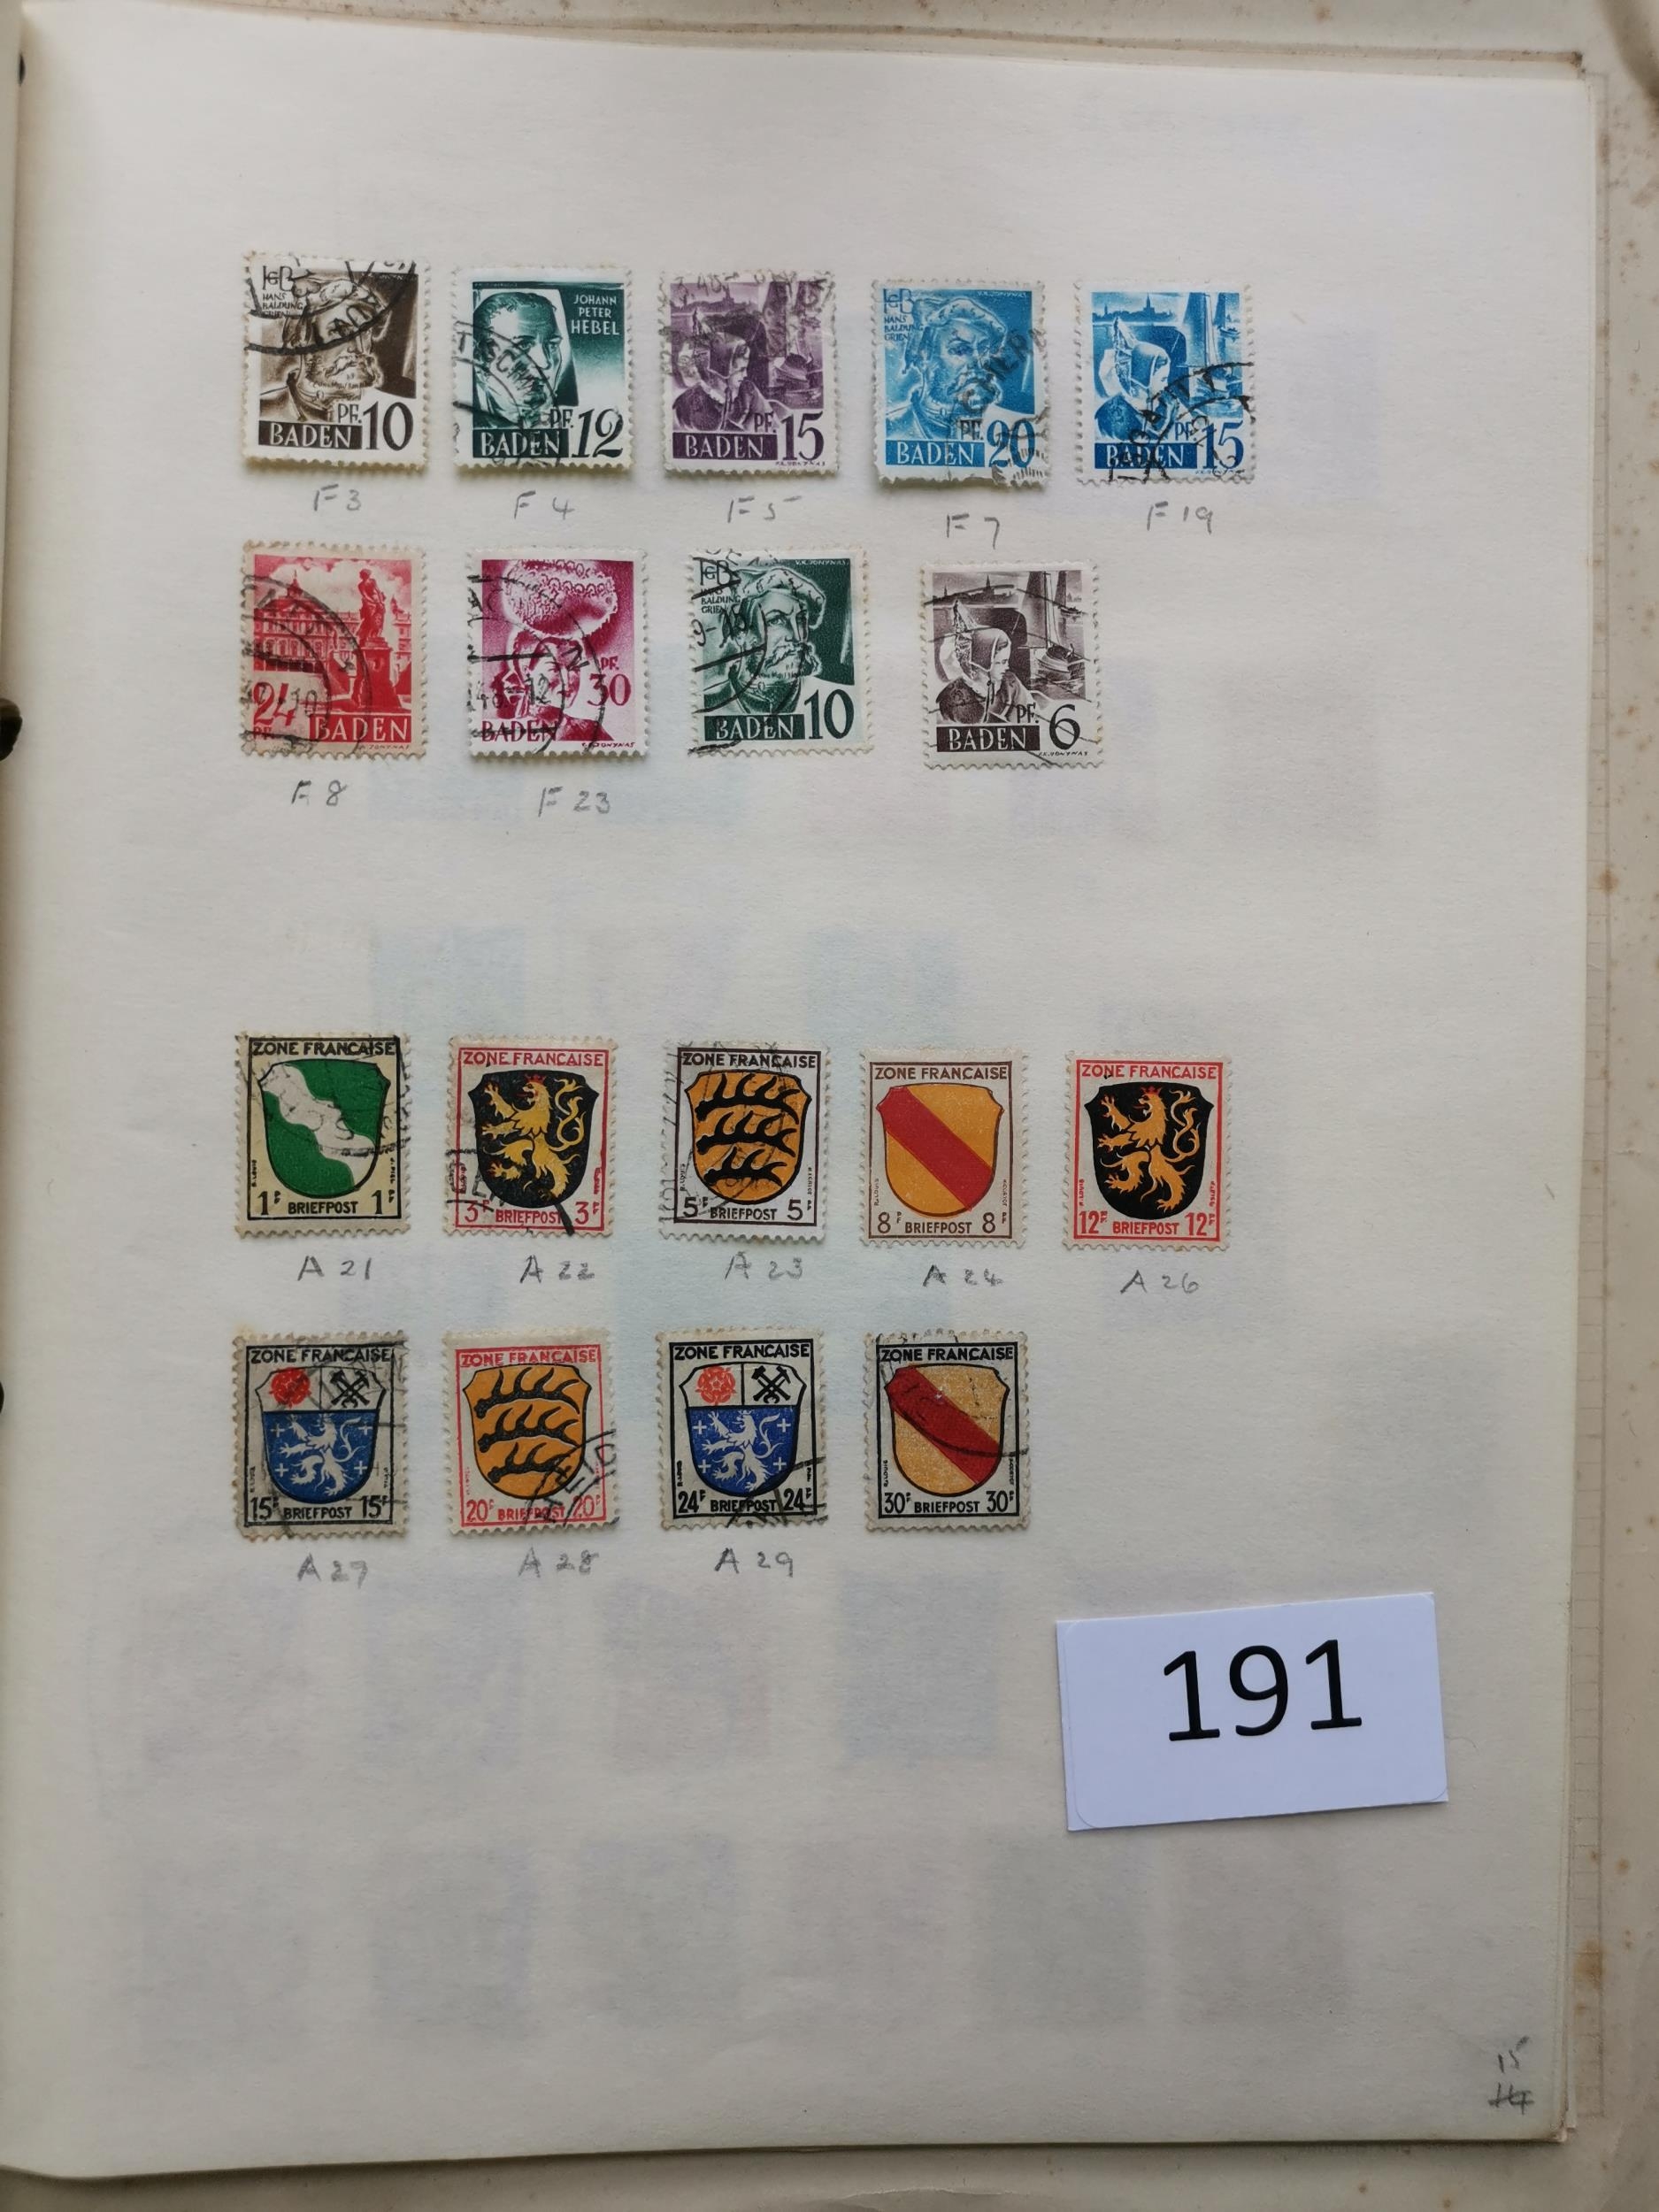 HGB HANS BALDUNG GRIEN PF. 10 BADEN
JOHANN PETER HEBEL PF. 12 BADEN
PF. 15 BADEN
HGB HANS BALDUNG GRIEN PF. 20 BADEN
PF. 15 BADEN
F3 F4 F5 F7 F19
24 PF. BADEN
PF. 30 BADEN
HGB HANS BALDUNG GRIEN 10 BADEN
PF. 6 BADEN
F8 F23
ZONE FRANCAISE 1F BRIEFPOST 1F
ZONE FRANCAISE 3F BRIEFPOST 3F
ZONE FRANCAISE 5F BRIEFPOST 5F
ZONE FRANCAISE 8F BRIEFPOST 8F
ZONE FRANCAISE 12F BRIEFPOST 12F
A21 A22 A23 A24 A26
ZONE FRANCAISE 15F BRIEFPOST 15F
ZONE FRANCAISE 20F BRIEFPOST 20F
ZONE FRANCAISE 24F BRIEFPOST 24F
ZONE FRANCAISE 30F BRIEFPOST 30F
A27 A28 A29
191
15